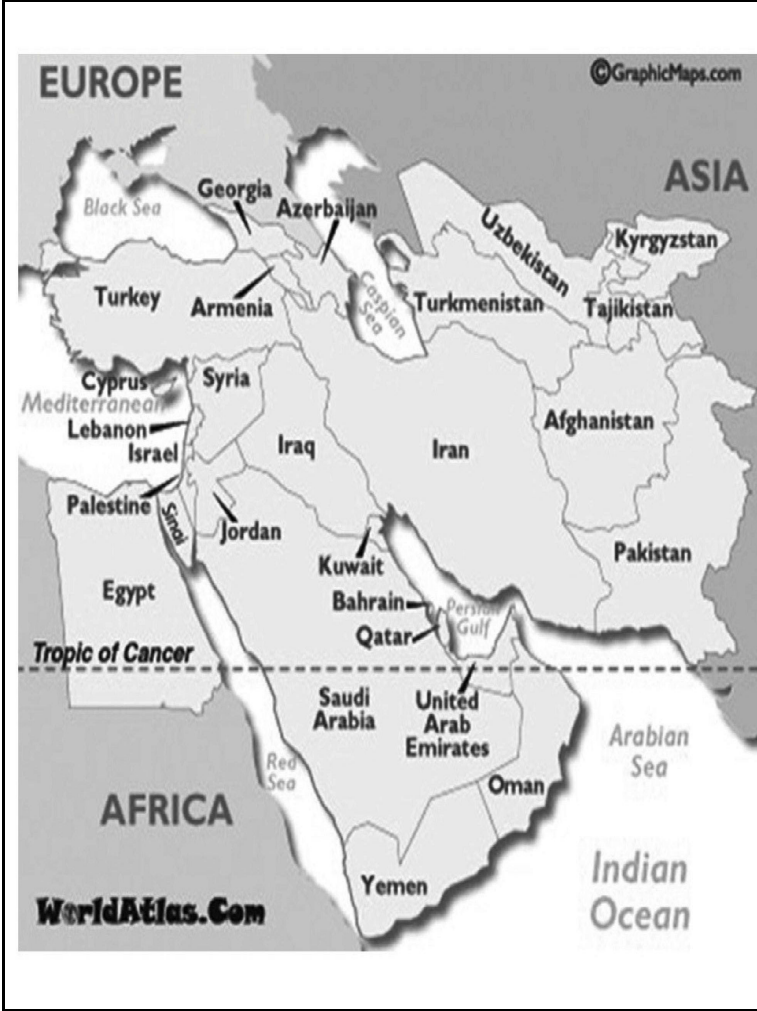 EUROPE
©GraphicMaps.com
ASIA
Georgia
Black Sea
Azerbaijan
Uzbekistan
Kyrgyzstan
Turkey
Armenia
Caspian
Sea
Turkmenistan
Tajikistan
Cyprus
Syria
Mediterranean
Lebanon
Israel
Iraq
Iran
Afghanistan
Palestine
Sinai
Jordan
Kuwait
Pakistan
Egypt
Bahrain
Persian
Gulf
Qatar
Tropic of Cancer
Saudi
Arabia
United
Arab
Emirates
Arabian
Sea
Red
Sea
Oman
AFRICA
Yemen
Indian
Ocean
WorldAtlas.Com